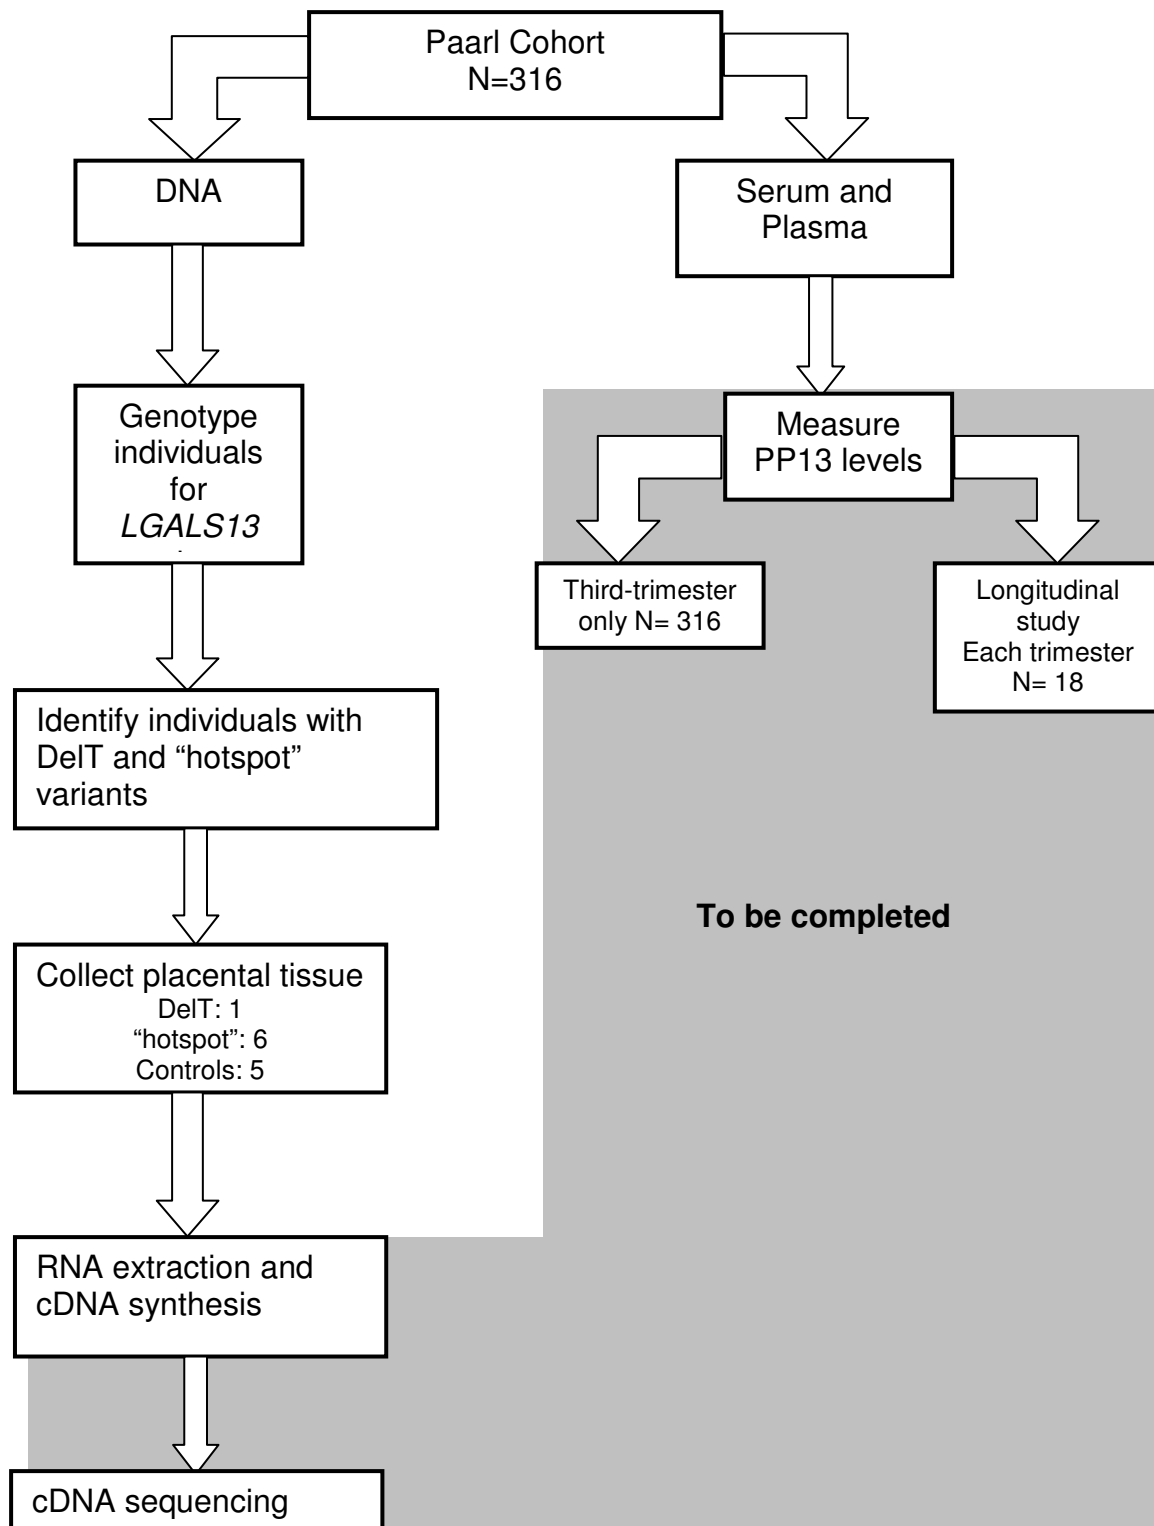 Paarl Cohort
N=316
DNA
Serum and
Plasma
Genotype
individuals
for
LGALS13
Measure
PP13 levels
Third-trimester
only N= 316
Longitudinal
study
Each trimester
N= 18
Identify individuals with
DelT and “hotspot”
variants
To be completed
Collect placental tissue
DelT: 1
“hotspot”: 6
Controls: 5
RNA extraction and
cDNA synthesis
cDNA sequencing